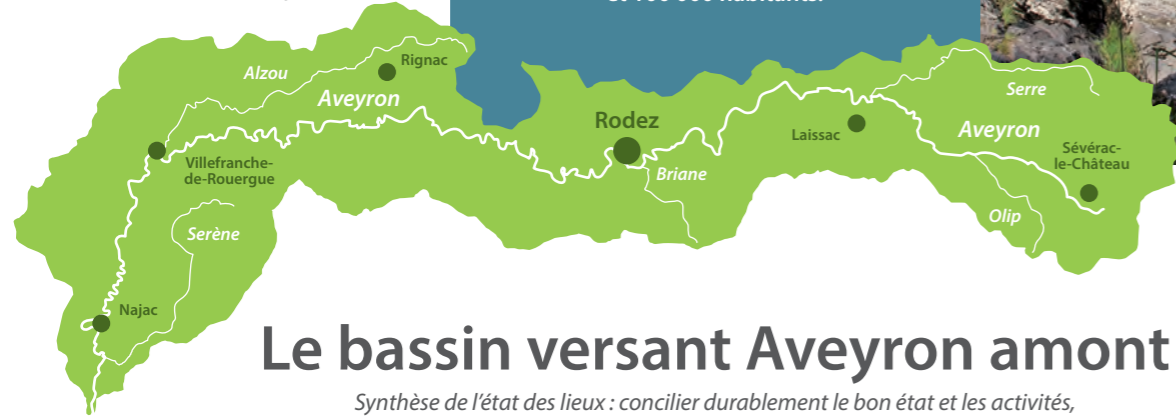 Rignac
Alzou
Aveyron
Rodez
Serre
Laissac
Aveyron
Sévérac-
le-Château
Villefranche-
de-Rouergue
Briane
Olip
Serène
Najac
Le bassin versant Aveyron amont
Synthèse de l'état des lieux : concilier durablement le bon état et les activités,